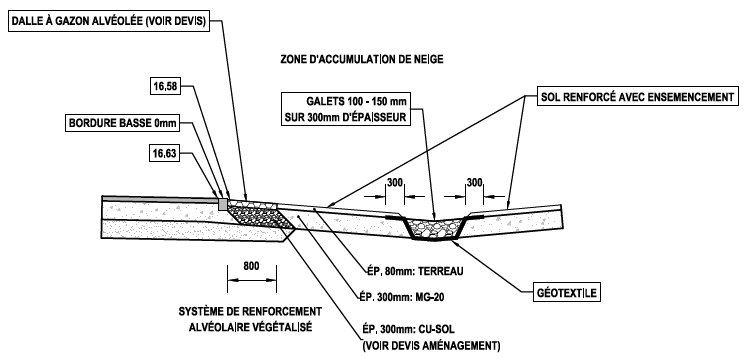 DALLE À GAZON ALVÉOLÉE (VOIR DEVIS)
ZONE D'ACCUMULATION DE NEIGE
16,58
GALETS 100 - 150 mm
SUR 300mm D'ÉPAISSEUR
SOL RENFORCÉ AVEC ENSEMENCEMENT
BORDURE BASSE 0mm
16.63
300
300
800
ÉP. 80mm: TERREAU
ÉP. 300mm: MG-20
GÉOTEXTILE
SYSTÈME DE RENFORCEMENT
ALVÉOLAIRE VÉGÉTALISÉ
ÉP. 300mm: CU-SOL
(VOIR DEVIS AMÉNAGEMENT)